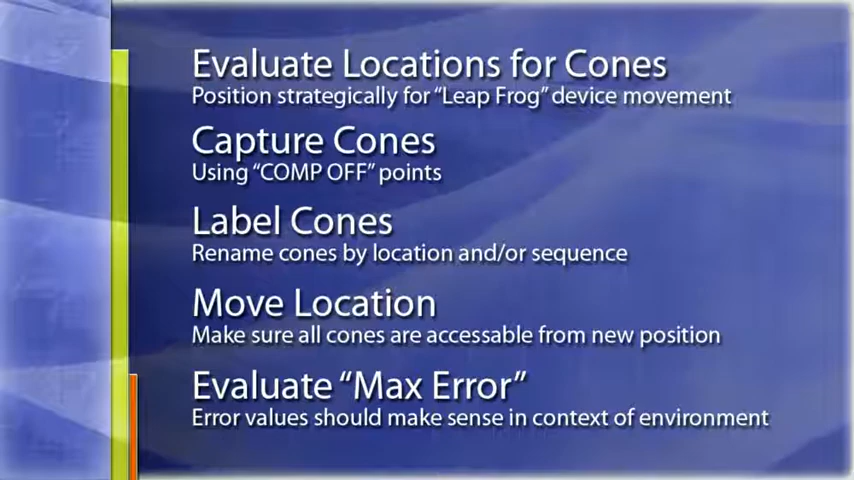 Evaluate Locations for Cones
Position strategically for “Leap Frog” device movement
Capture Cones
Using “COMP OFF” points
Label Cones
Rename cones by location and/or sequence
Move Location
Make sure all cones are accessable from new position
Evaluate “Max Error”
Error values should make sense in context of environment